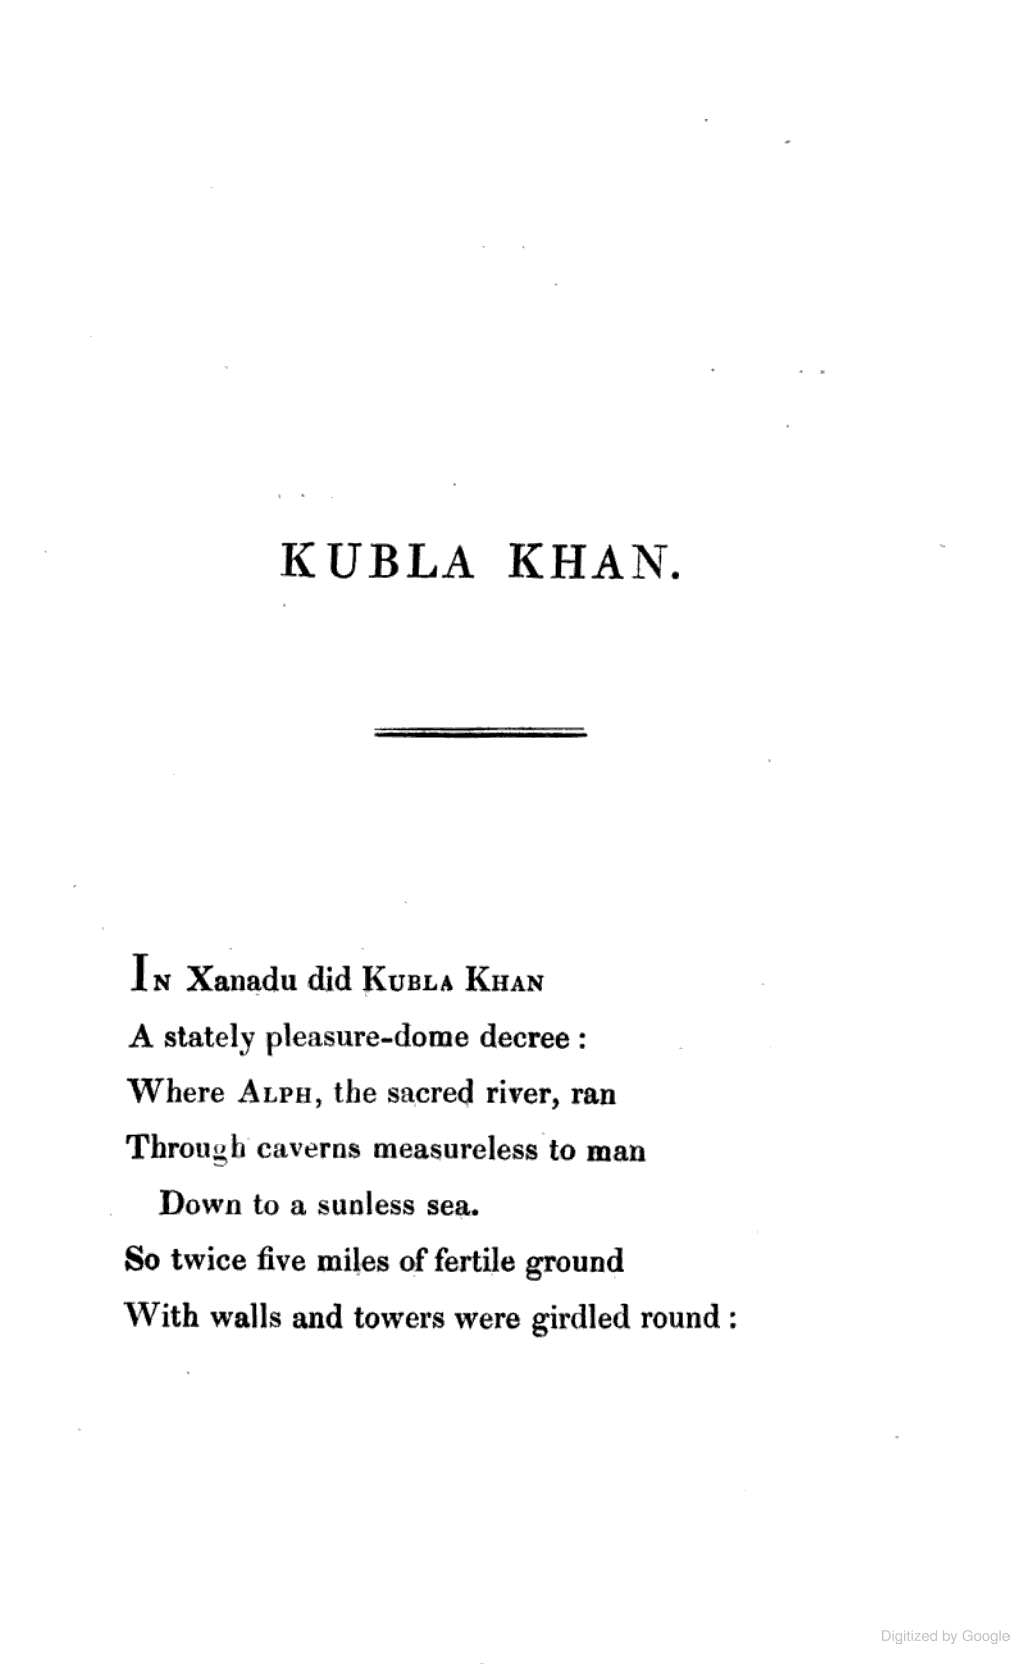 KUBLA KHAN.
In Xanadu did KUBLA KHAN
A stately pleasure-dome decree :
Where ALPH, the sacred river, ran
Through caverns measureless to man
Down to a sunless sea.
So twice five miles of fertile ground
With walls and towers were girdled round :
Digitized by Google